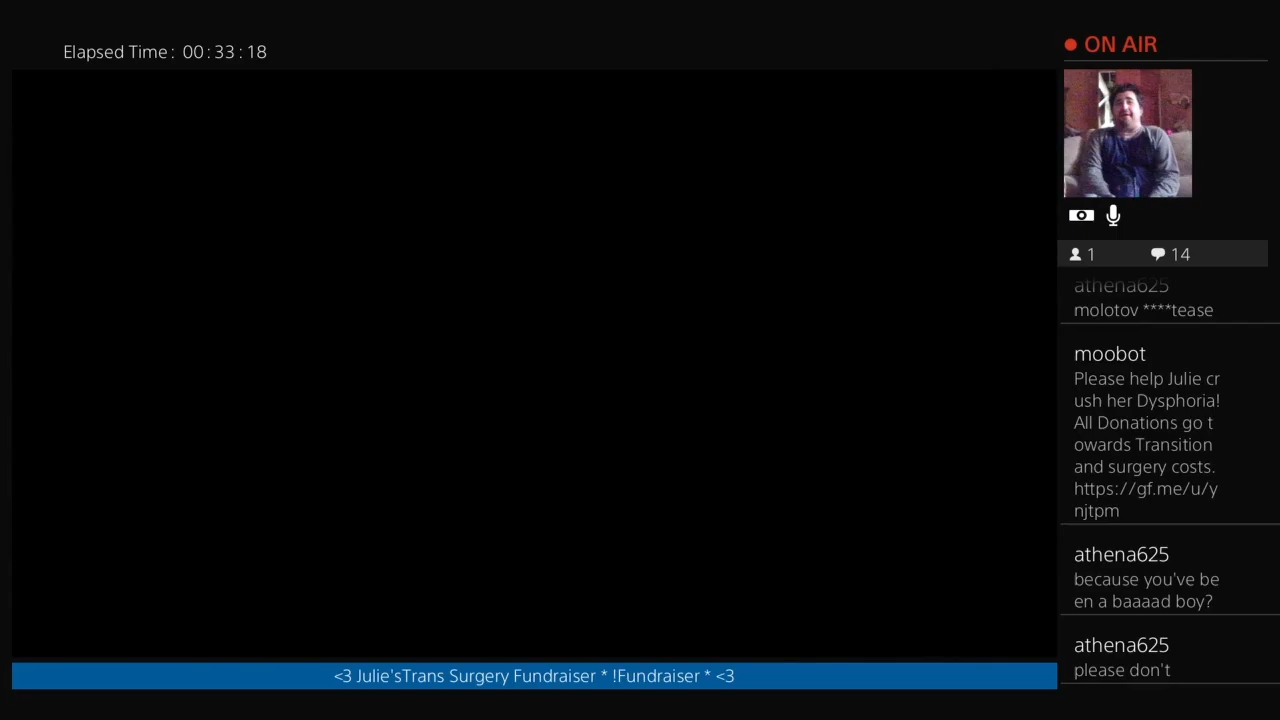 Elapsed Time: 00:33:18
ON AIR
1 14
athena625
molotov ****tease
moobot
Please help Julie cr
ush her Dysphoria!
All Donations go t
owards Transition
and surgery costs.
https://gf.me/u/y
njtpm
athena625
because you've be
en a baaaad boy?
athena625
please don't
<3 Julie'sTrans Surgery Fundraiser * !Fundraiser * <3